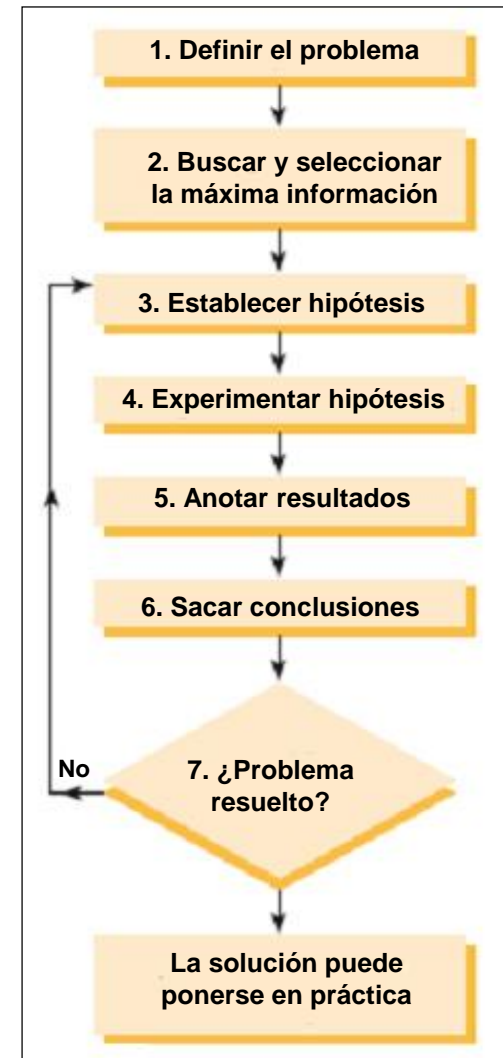 1. Definir el problema
2. Buscar y seleccionar
la máxima información
3. Establecer hipótesis
4. Experimentar hipótesis
5. Anotar resultados
6. Sacar conclusiones
No
7. ¿Problema
resuelto?
La solución puede
ponerse en práctica